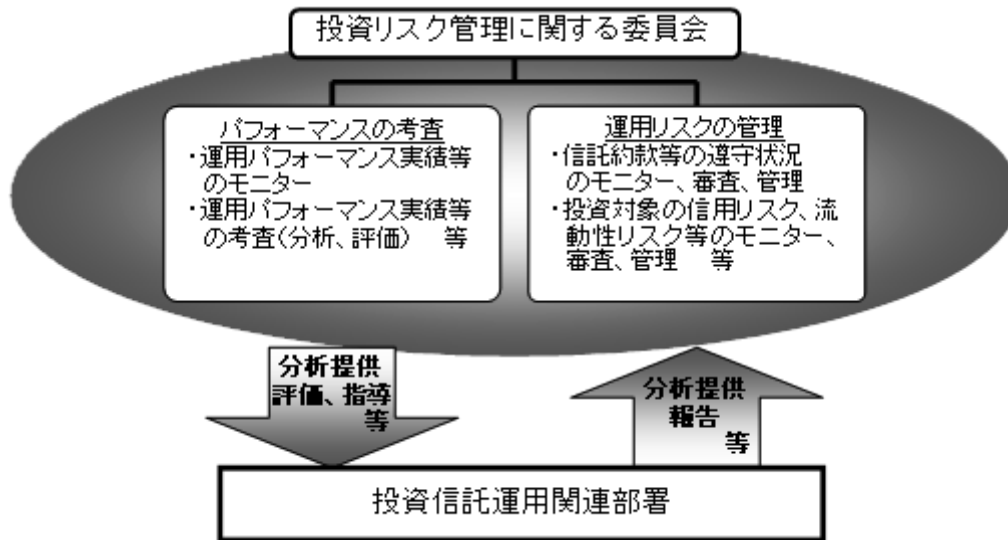 投資リスク管理に関する委員会
パフォーマンスの考査
・運用パフォーマンス実績等
のモニター
・運用パフォーマンス実績等
の考査(分析、評価) 等
運用リスクの管理
・信託約款等の遵守状況
のモニター、審査、管理
・投資対象の信用リスク、流
動性リスク等のモニター、
審査、管理 等
分析提供
評価、指導
等
分析提供
報告
等
投資信託運用関連部署